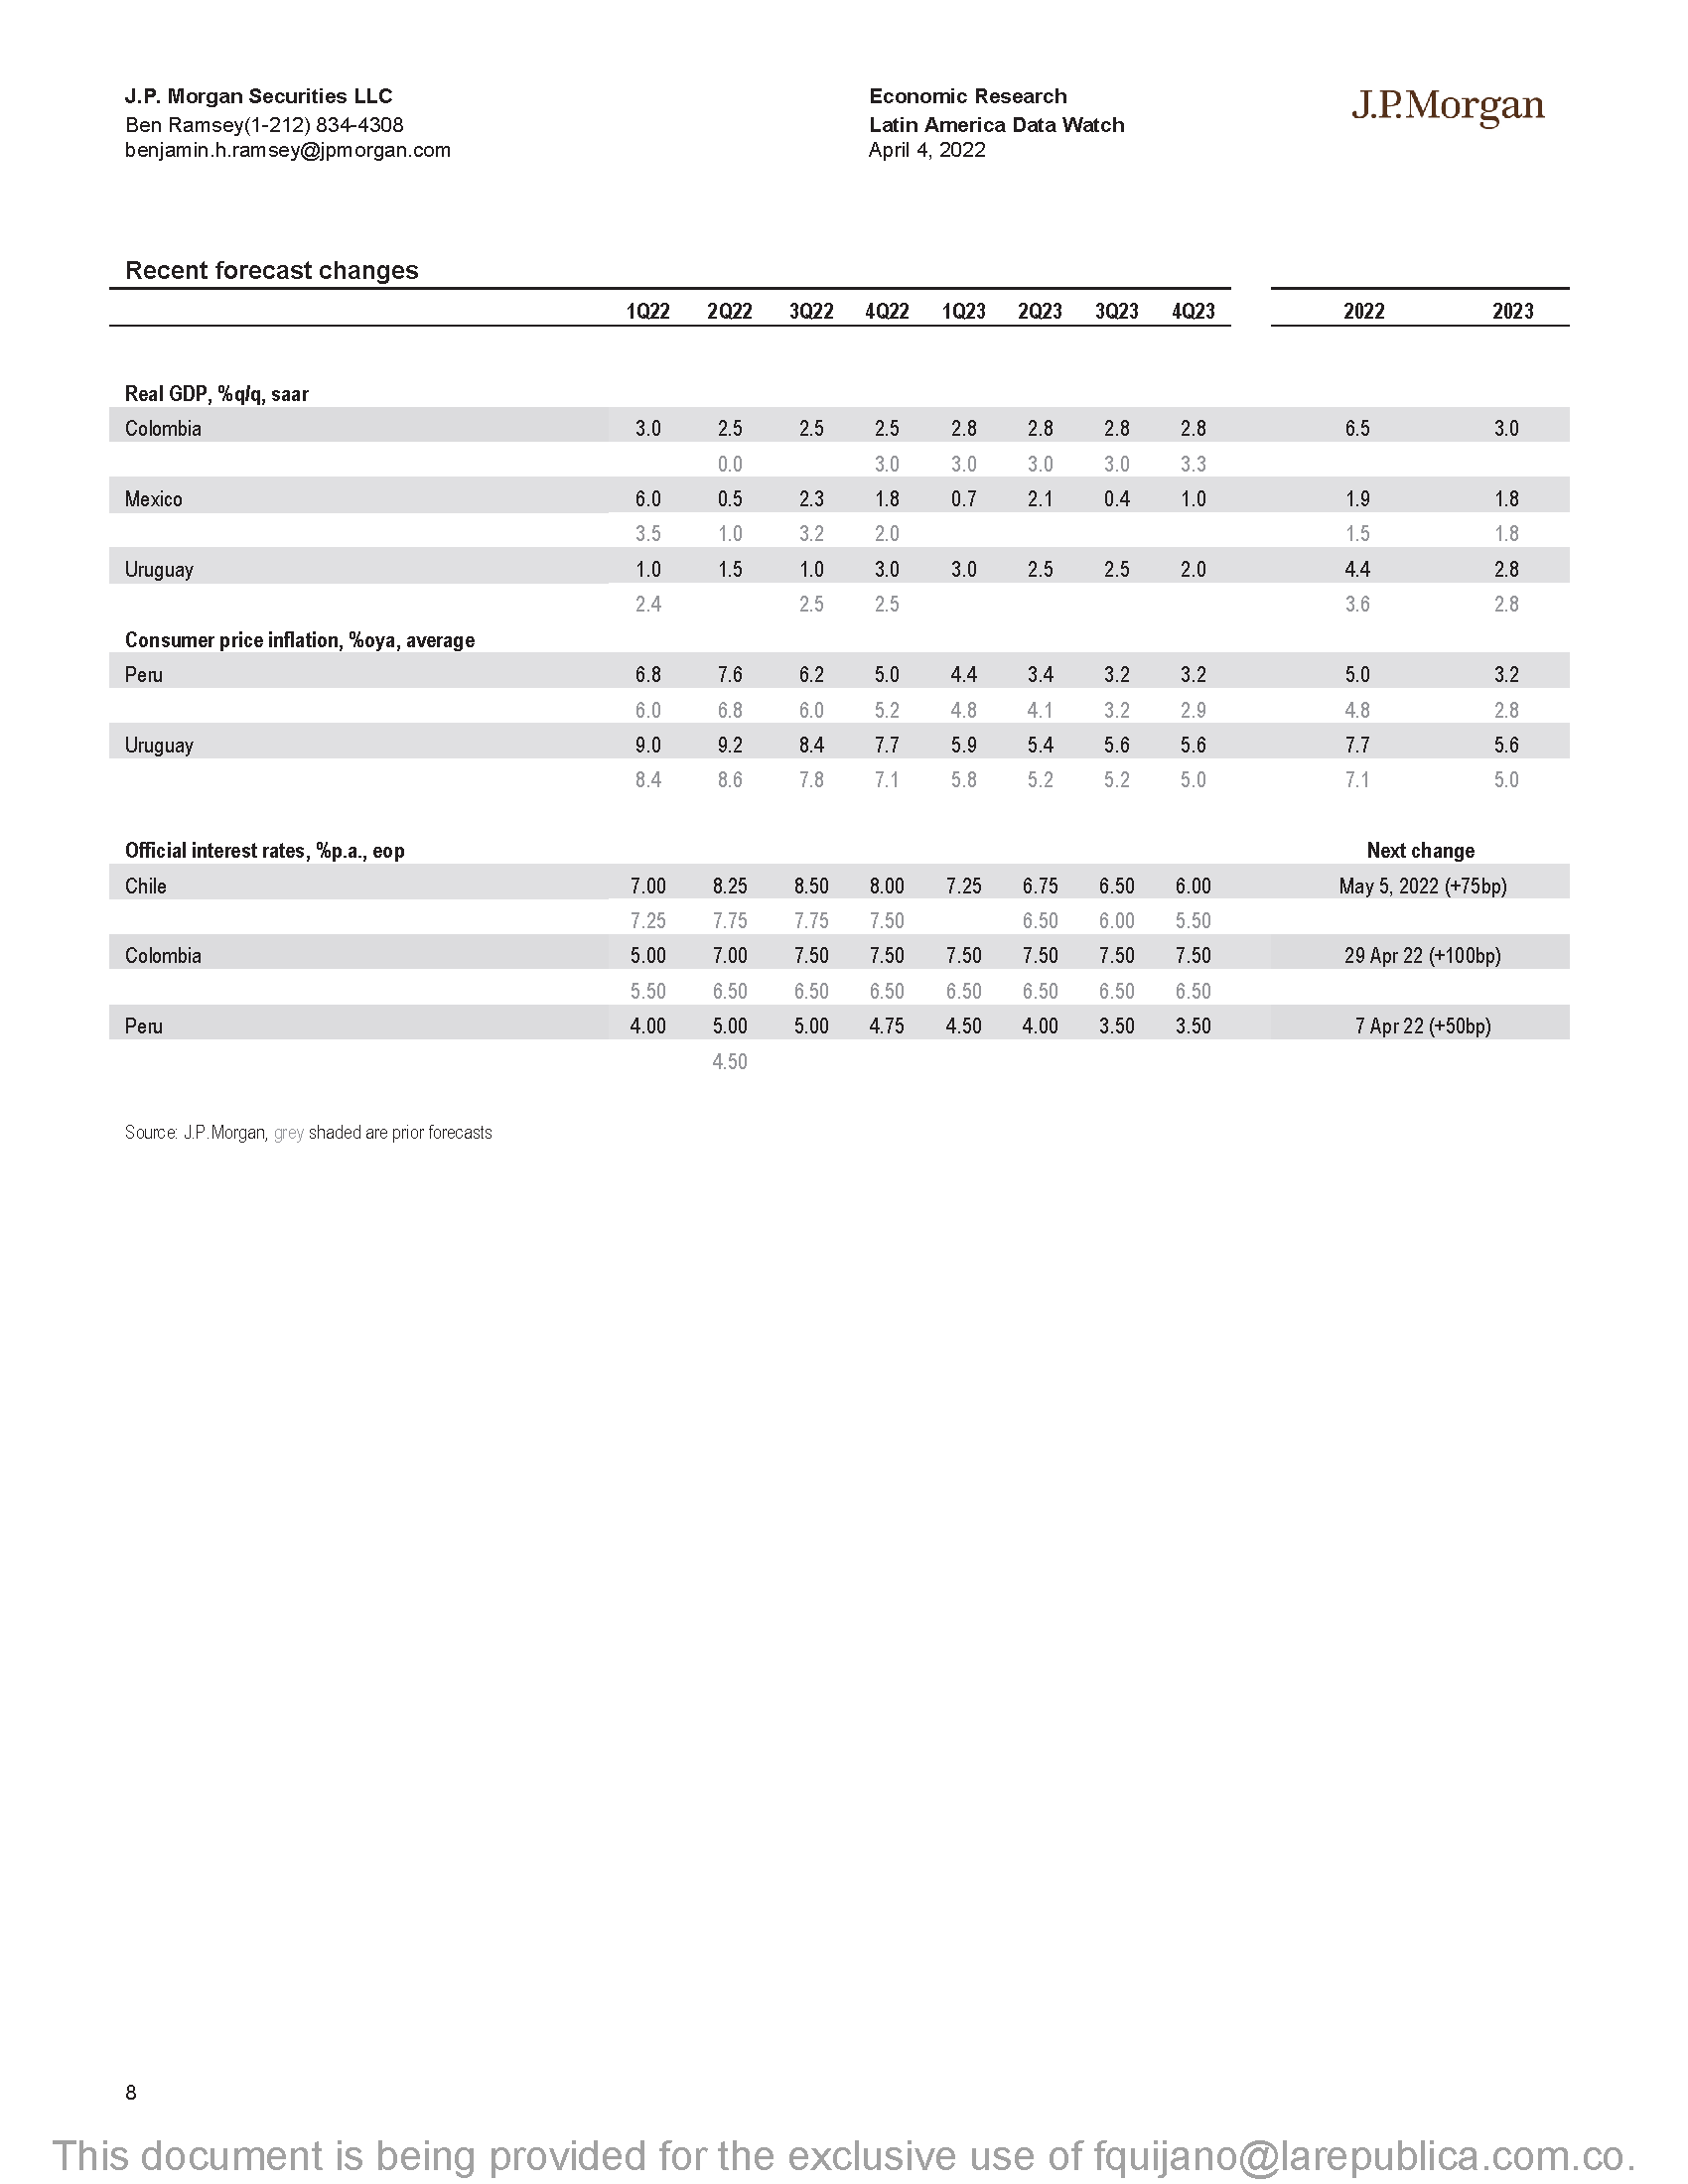 J.P. Morgan Securities LLC
Ben Ramsey(1-212) 834-4308
benjamin.h.ramsey@jpmorgan.com
Economic Research
Latin America Data Watch
April 4, 2022
J.P.Morgan
Recent forecast changes
1Q22 2Q22 3Q22 4Q22 1Q23 2Q23 3Q23 4Q23 2022 2023
Real GDP, %q/q, saar
Colombia 3.0 2.5 2.5 2.5 2.8 2.8 2.8 2.8 6.5 3.0
0.0 3.0 3.0 3.0 3.0 3.3
Mexico 6.0 0.5 2.3 1.8 0.7 2.1 0.4 1.0 1.9 1.8
3.5 1.0 3.2 2.0 1.5 1.8
Uruguay 1.0 1.5 1.0 3.0 3.0 2.5 2.5 2.0 4.4 2.8
2.4 2.5 2.5 3.6 2.8
Consumer price inflation, %oya, average
Peru 6.8 7.6 6.2 5.0 4.4 3.4 3.2 3.2 5.0 3.2
6.0 6.8 6.0 5.2 4.8 4.1 3.2 2.9 4.8 2.8
Uruguay 9.0 9.2 8.4 7.7 5.9 5.4 5.6 5.6 7.7 5.6
8.4 8.6 7.8 7.1 5.8 5.2 5.2 5.0 7.1 5.0
Official interest rates, %p.a., eop Next change
Chile 7.00 8.25 8.50 8.00 7.25 6.75 6.50 6.00 May 5, 2022 (+75bp)
7.25 7.75 7.75 7.50 6.50 6.00 5.50
Colombia 5.00 7.00 7.50 7.50 7.50 7.50 7.50 7.50 29 Apr 22 (+100bp)
5.50 6.50 6.50 6.50 6.50 6.50 6.50 6.50
Peru 4.00 5.00 5.00 4.75 4.50 4.00 3.50 3.50 7 Apr 22 (+50bp)
4.50
Source: J.P.Morgan, grey shaded are prior forecasts
8
This document is being provided for the exclusive use of fquijano@larepublica.com.co.